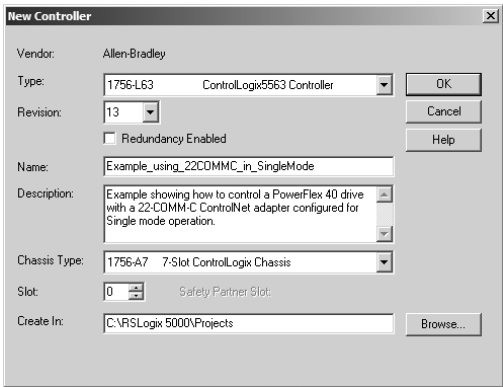 New Controller
Vendor: Allen-Bradley
Type: 1756-L63 ControlLogix5563 Controller OK
Revision: 13 Cancel
Redundancy Enabled Help
Name: Example_using_22COMMC_in_SingleMode
Description: Example showing how to control a PowerFlex 40 drive
with a 22-COMM-C ControlNet adapter configured for
Single mode operation.
Chassis Type: 1756-A7 7-Slot ControlLogix Chassis
Slot: 0 Safety Partner Slot:
Create In: C:\RSLogix 5000\Projects Browse...